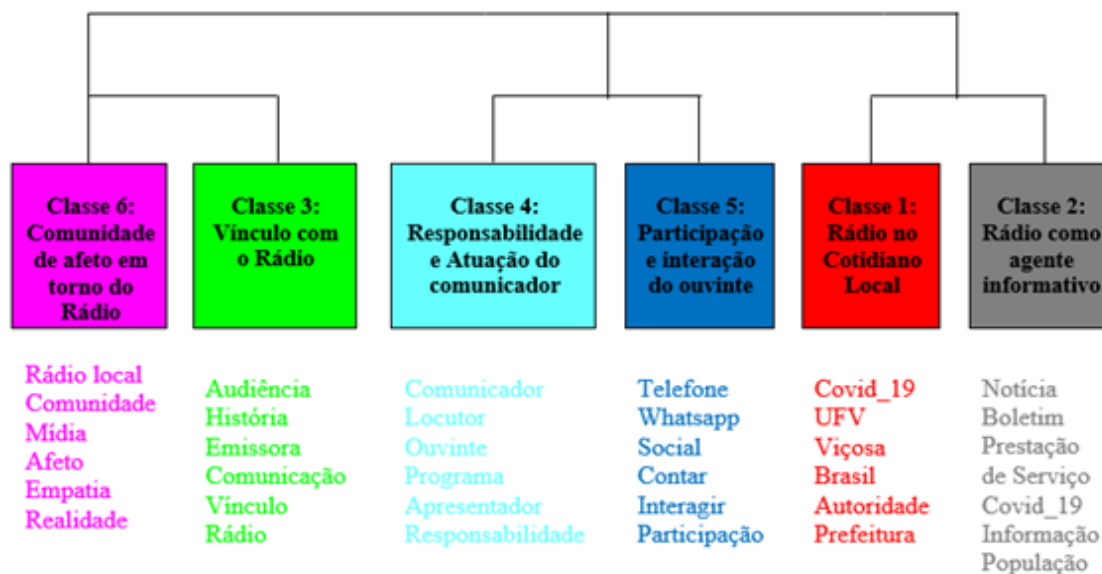 Classe 6:
Comunidade
de afeto em
torno do
Rádio
Classe 3:
Vínculo com
o Rádio
Classe 4:
Responsabilidade
e Atuação do
comunicador
Classe 5:
Participação
e interação
do ouvinte
Classe 1:
Rádio no
Cotidiano
Local
Classe 2:
Rádio como
agente
informativo
Rádio local
Comunidade
Mídia
Afeto
Empatia
Realidade
Audiência
História
Emissora
Comunicação
Vínculo
Rádio
Comunicador
Locutor
Ouvinte
Programa
Apresentador
Responsabilidade
Telefone
Whatsapp
Social
Contar
Interagir
Participação
Covid_19
UFV
Viçosa
Brasil
Autoridade
Prefeitura
Notícia
Boletim
Prestação
de Serviço
Covid_19
Informação
População